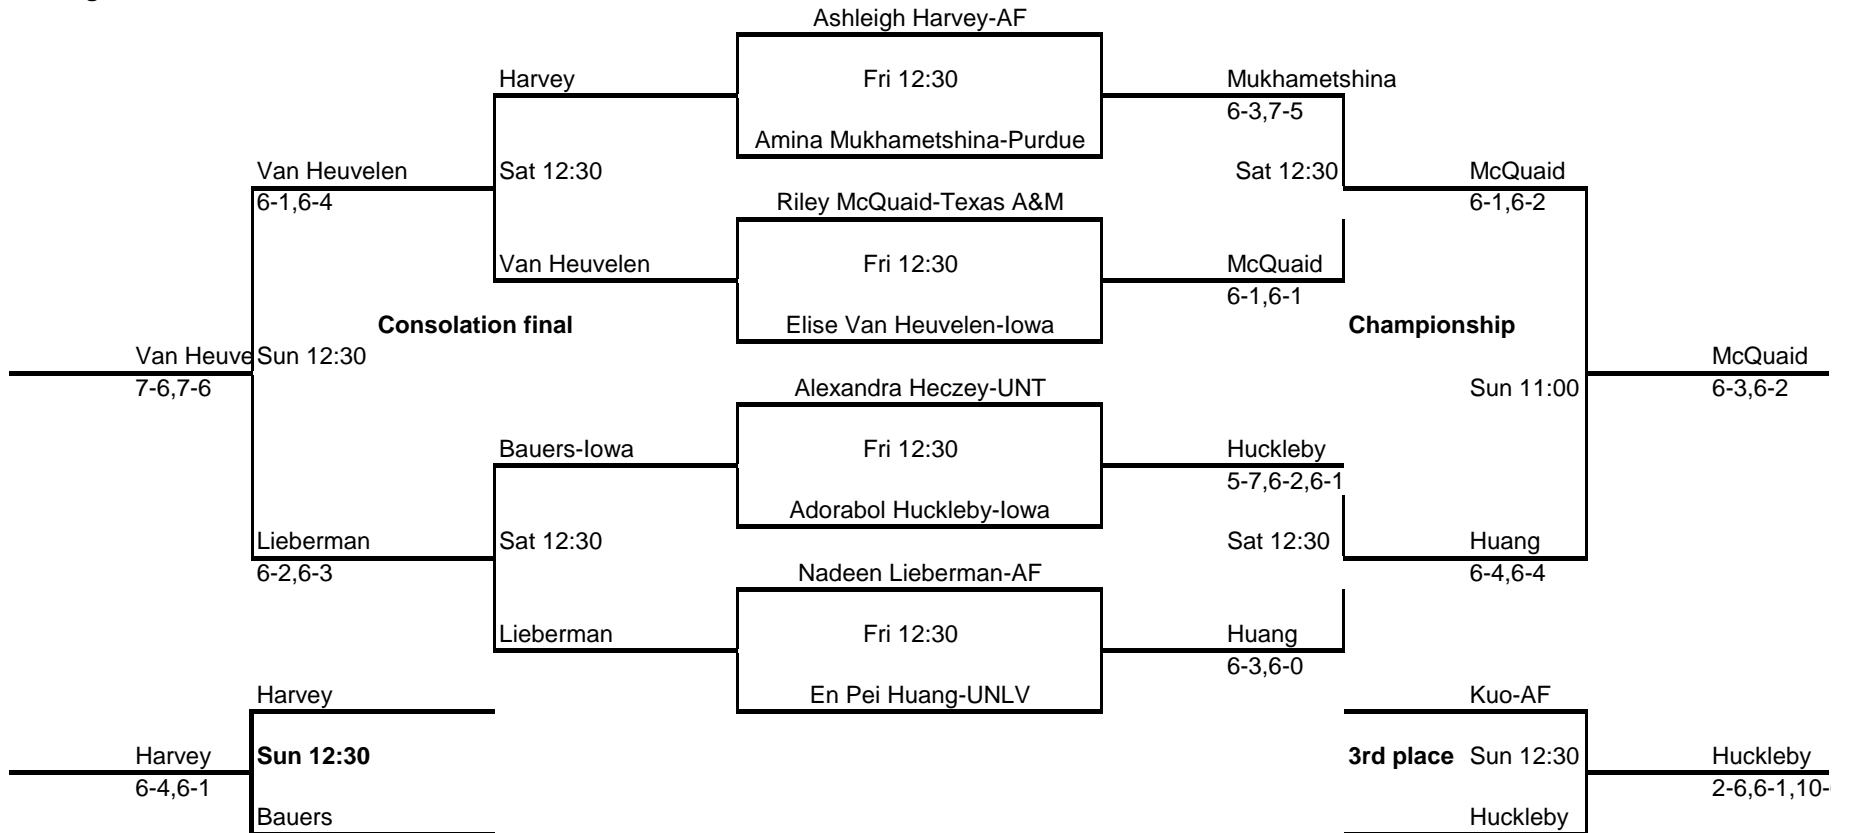 Ashleigh Harvey-AF
Harvey Fri 12:30 Mukhametshina
6-3,7-5
Amina Mukhametshina-Purdue
Van Heuvelen Sat 12:30 Sat 12:30 McQuaid
6-1,6-4 Riley McQuaid-Texas A&M 6-1,6-2
Van Heuvelen Fri 12:30 McQuaid
6-1,6-1
Consolation final Elise Van Heuvelen-Iowa Championship
Van Heuve Sun 12:30 McQuaid
7-6,7-6 Alexandra Heczey-UNT Sun 11:00 6-3,6-2
Bauers-Iowa Fri 12:30 Huckleby
5-7,6-2,6-1
Adorabol Huckleby-Iowa
Lieberman Sat 12:30 Sat 12:30 Huang
6-2,6-3 Nadeen Lieberman-AF 6-4,6-4
Lieberman Fri 12:30 Huang
6-3,6-0
Harvey En Pei Huang-UNLV Kuo-AF
Harvey Sun 12:30 3rd place Sun 12:30 Huckleby
6-4,6-1 2-6,6-1,10-
Bauers Huckleby